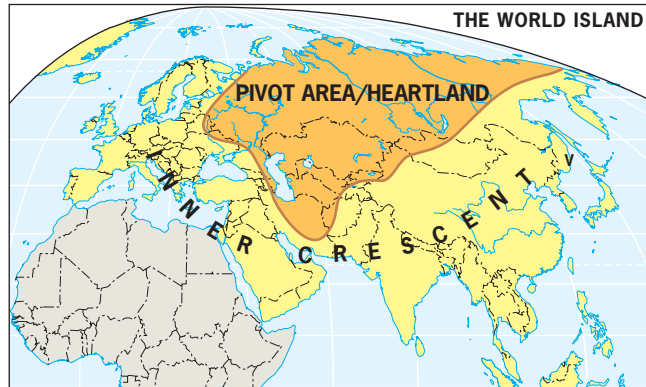 THE WORLD ISLAND
PIVOT AREA/HEARTLAND
INNER CRESCENT
V